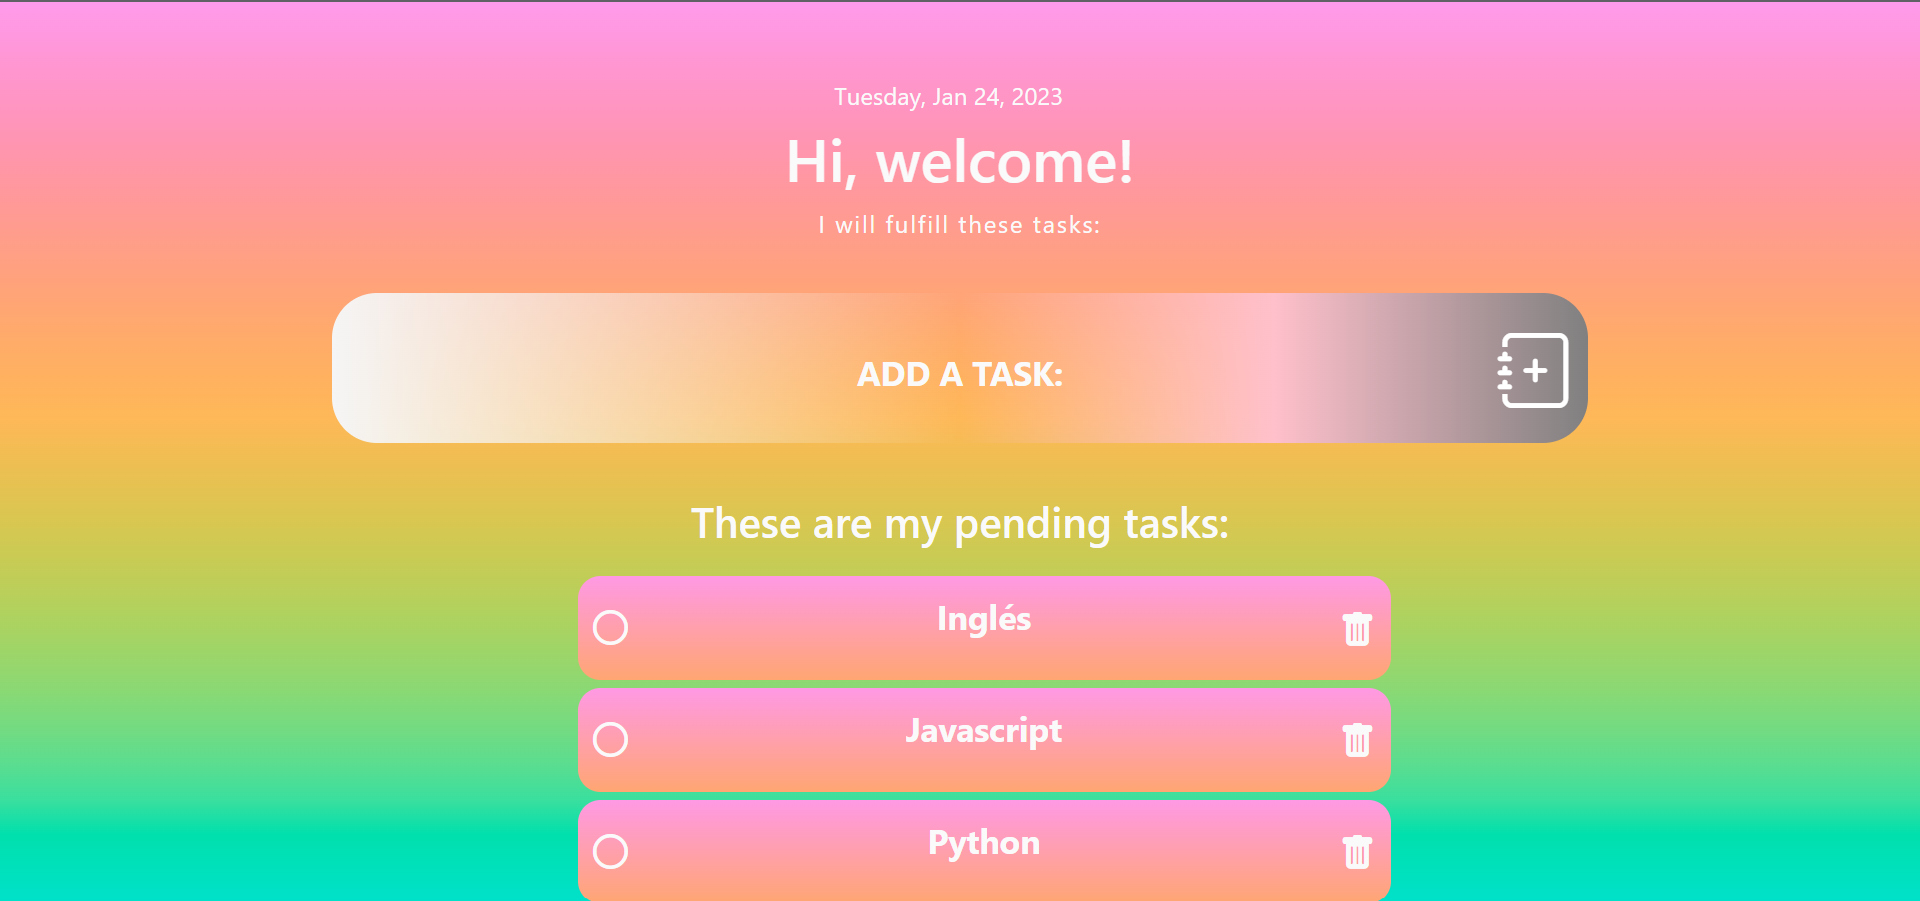 Tuesday, Jan 24, 2023
Hi, welcome!
I will fulfill these tasks:
ADD A TASK:
These are my pending tasks:
Inglés
Javascript
Python